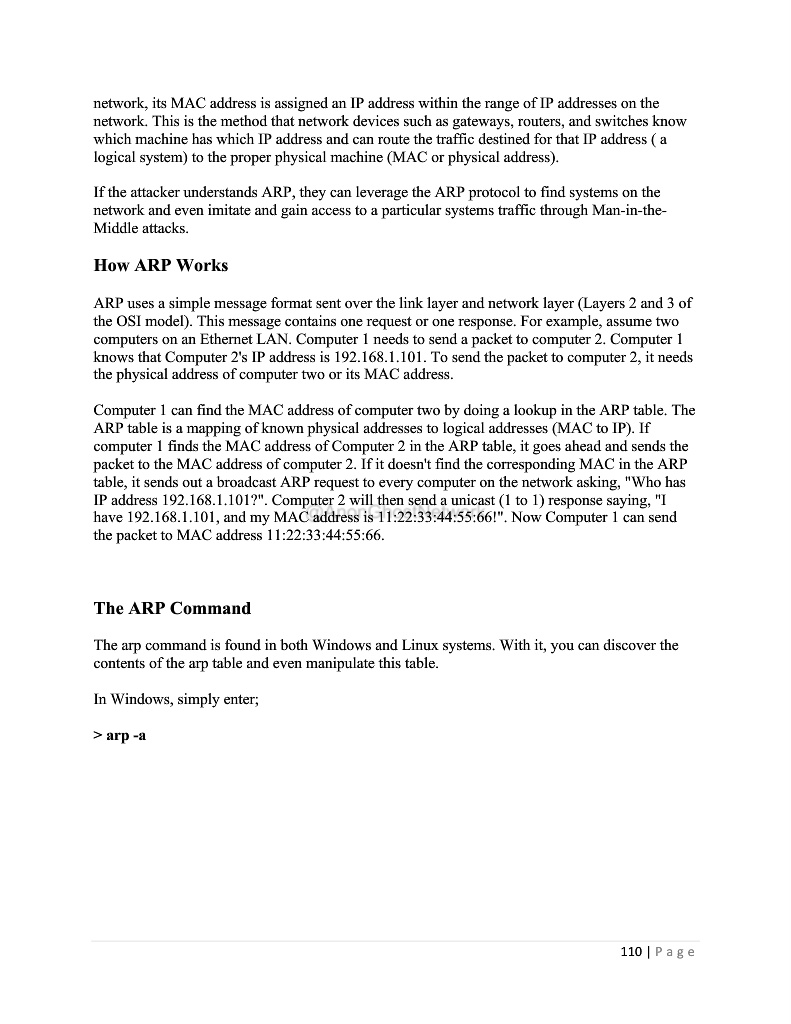 network, its MAC address is assigned an IP address within the range of IP addresses on the
network. This is the method that network devices such as gateways, routers, and switches know
which machine has which IP address and can route the traffic destined for that IP address ( a
logical system) to the proper physical machine (MAC or physical address).
If the attacker understands ARP, they can leverage the ARP protocol to find systems on the
network and even imitate and gain access to a particular systems traffic through Man-in-the-
Middle attacks.
How ARP Works
ARP uses a simple message format sent over the link layer and network layer (Layers 2 and 3 of
the OSI model). This message contains one request or one response. For example, assume two
computers on an Ethernet LAN. Computer 1 needs to send a packet to computer 2. Computer 1
knows that Computer 2's IP address is 192.168.1.101. To send the packet to computer 2, it needs
the physical address of computer two or its MAC address.
Computer 1 can find the MAC address of computer two by doing a lookup in the ARP table. The
ARP table is a mapping of known physical addresses to logical addresses (MAC to IP). If
computer 1 finds the MAC address of Computer 2 in the ARP table, it goes ahead and sends the
packet to the MAC address of computer 2. If it doesn't find the corresponding MAC in the ARP
table, it sends out a broadcast ARP request to every computer on the network asking, "Who has
IP address 192.168.1.101?". Computer 2 will then send a unicast (1 to 1) response saying, "I
have 192.168.1.101, and my MAC address is 11:22:33:44:55:66!". Now Computer 1 can send
the packet to MAC address 11:22:33:44:55:66.
The ARP Command
The arp command is found in both Windows and Linux systems. With it, you can discover the
contents of the arp table and even manipulate this table.
In Windows, simply enter;
> arp -a
110 | Page